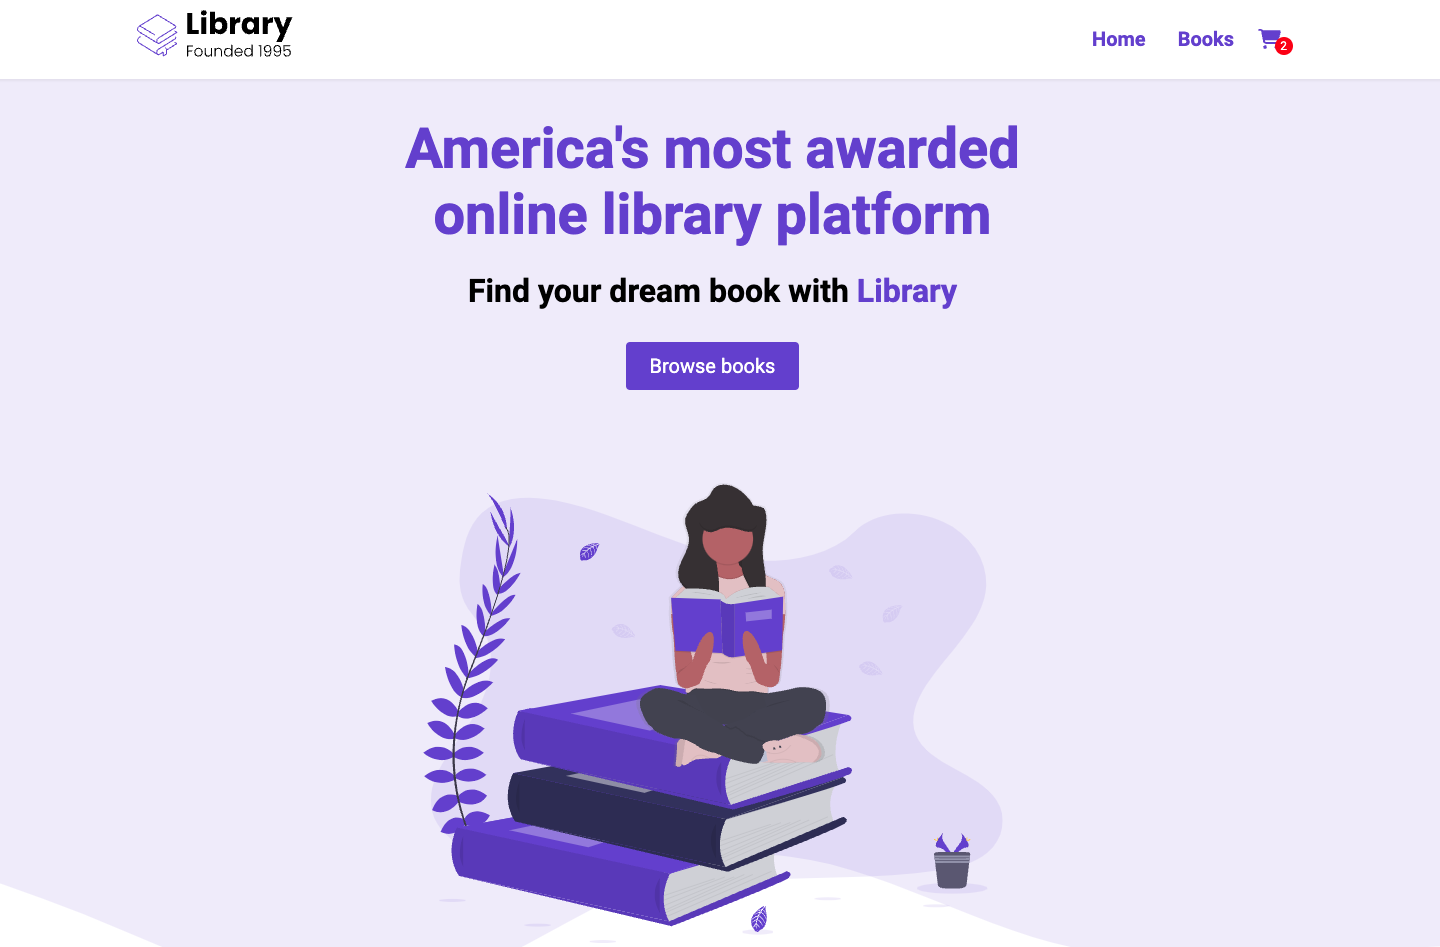 Library
Founded 1995
Home
Books
2
America's most awarded
online library platform
Find your dream book with Library
Browse books